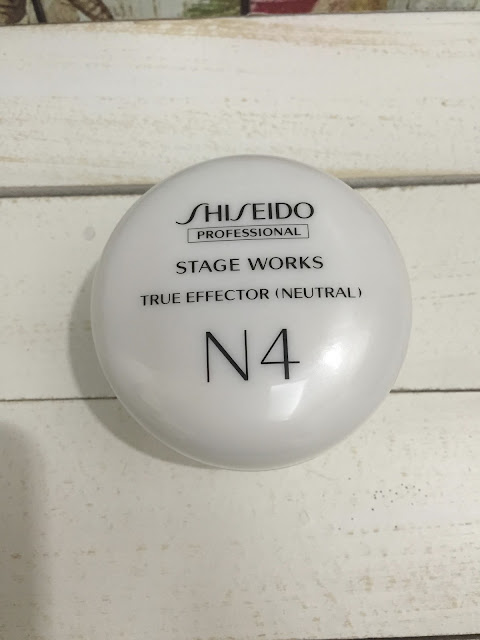 SHISEIDO
PROFESSIONAL
STAGE WORKS
TRUE EFFECTOR (NEUTRAL)
N4